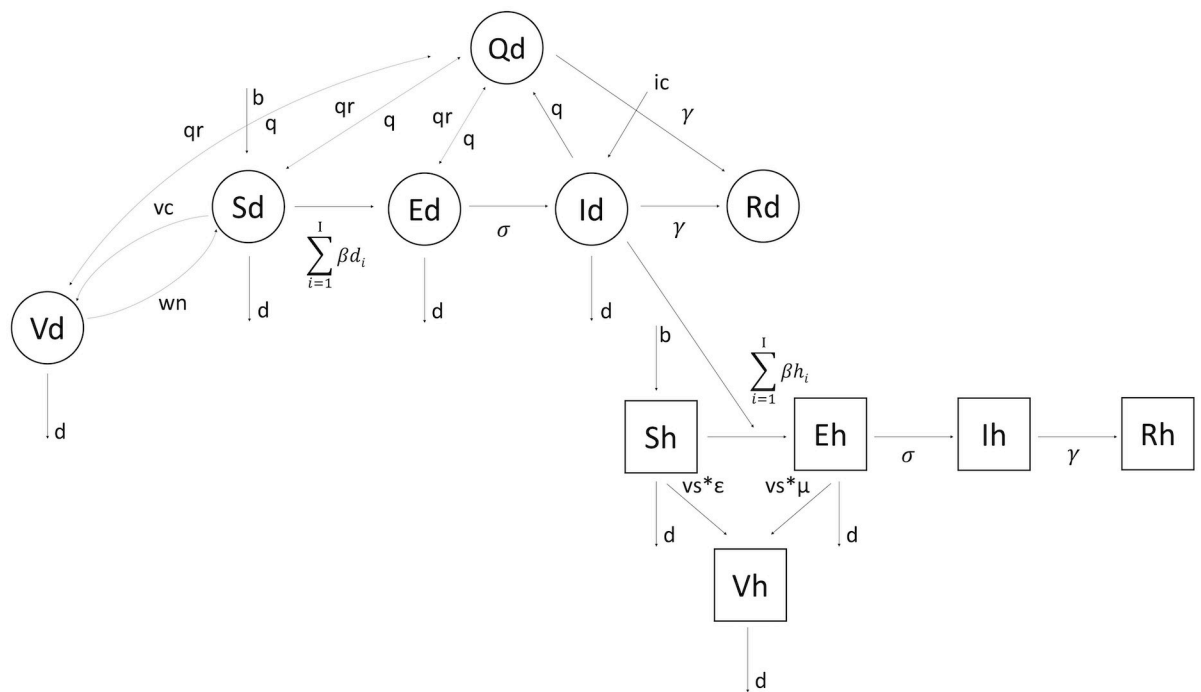 Qd
b
qr
q
qr
q
qr
q
q
ic
γ
vc
Sd
Ed
Id
Rd
σ
γ
I
∑ βd_i
i=1
wn
d
d
d
Vd
d
b
I
∑ βh_i
i=1
Sh
Eh
Ih
Rh
σ
γ
vs*ε
vs*μ
d
d
Vh
d